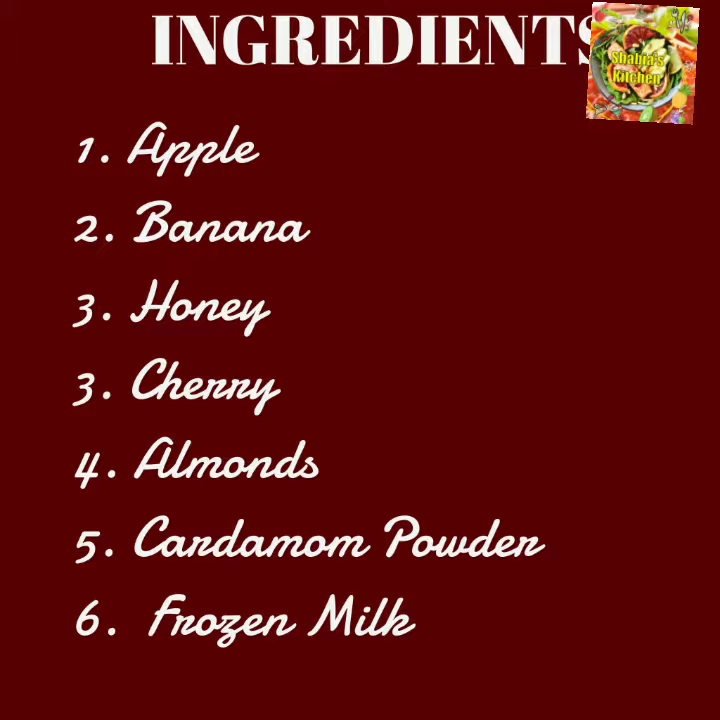 INGREDIENTS
Shabia's
Kitchen
1. Apple
2. Banana
3. Honey
3. Cherry
4. Almonds
5. Cardamom Powder
6. Frozen Milk